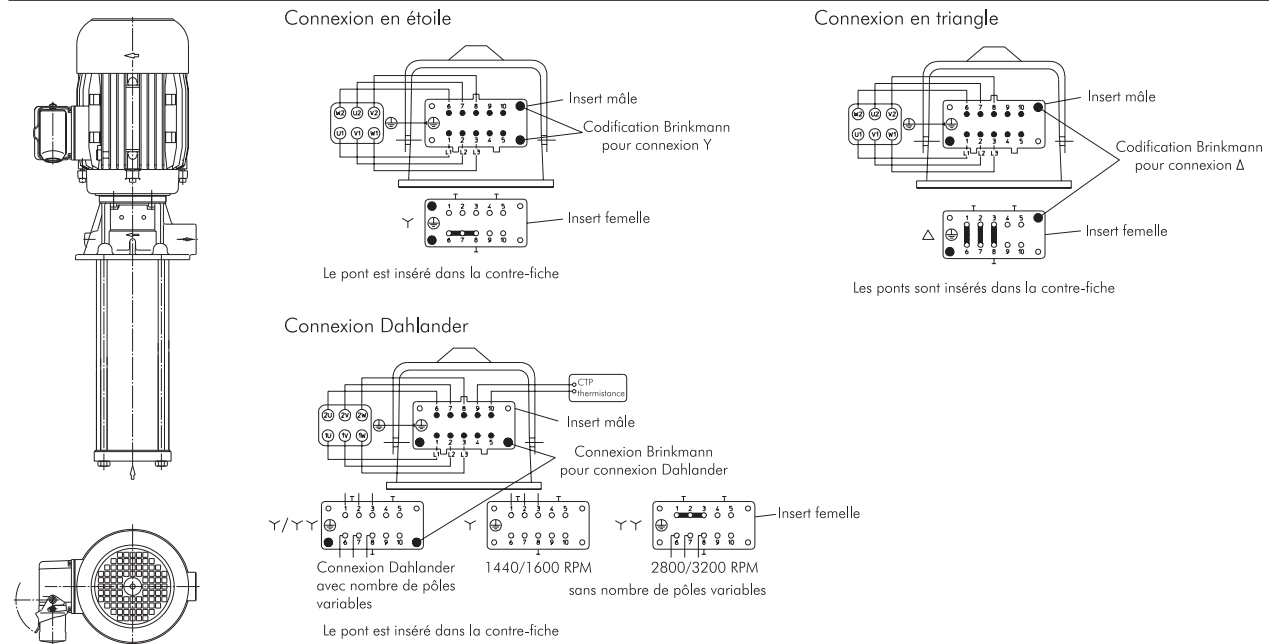 Connexion en étoile
W2 U2 V2
U1 V1 W1
6 7 8 9 10
1 2 3 4 5
L1 L2 L3
Insert mâle
Codification Brinkmann
pour connexion Y
Y
1 2 3 4 5
6 7 8 9 10
Insert femelle
Le pont est inséré dans la contre-fiche
Connexion en triangle
W2 U2 V2
U1 V1 W1
6 7 8 9 10
1 2 3 4 5
L1 L2 L3
Insert mâle
Codification Brinkmann
pour connexion Δ
Δ
1 2 3 4 5
6 7 8 9 10
Insert femelle
Les ponts sont insérés dans la contre-fiche
Connexion Dahlander
2U 2V 2W
1U 1V 1W
6 7 8 9 10
1 2 3 4 5
L1 L2 L3
CTP
thermistance
Insert mâle
Connexion Brinkmann
pour connexion Dahlander
Y/YY
1 2 3 4 5
6 7 8 9 10
Connexion Dahlander
avec nombre de pôles
variables
Y
1 2 3 4 5
6 7 8 9 10
1440/1600 RPM
YY
1 2 3 4 5
6 7 8 9 10
Insert femelle
2800/3200 RPM
sans nombre de pôles variables
Le pont est inséré dans la contre-fiche